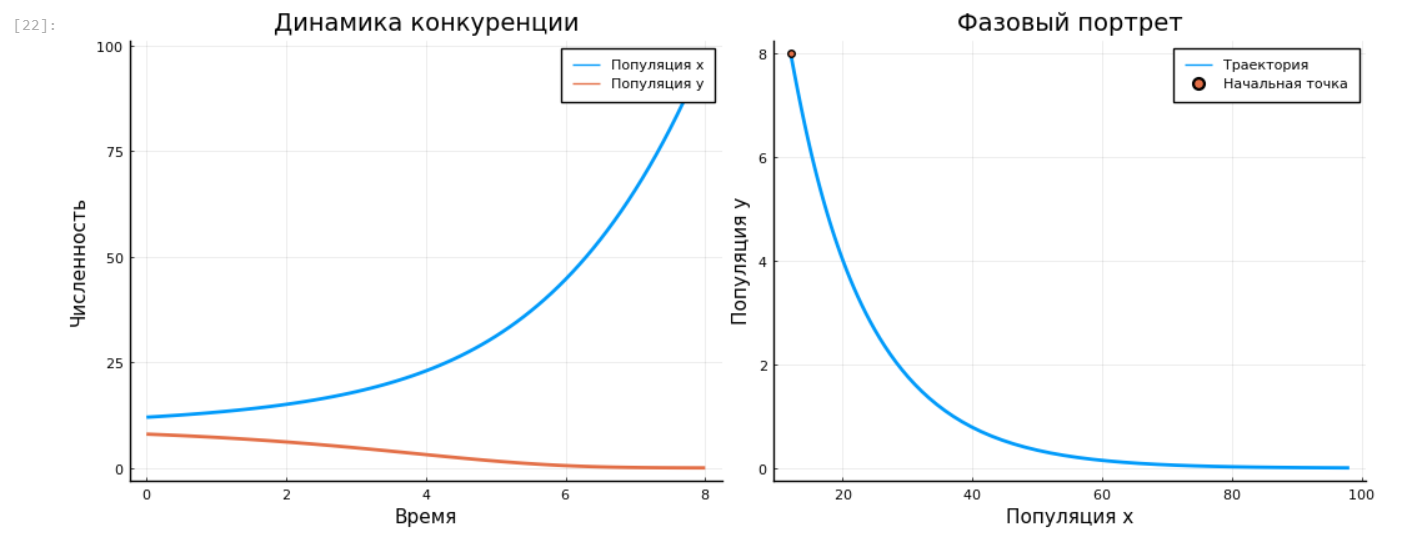 [22]:
Динамика конкуренции
Численность
100
75
50
25
0
0 2 4 6 8
Время
Популяция x
Популяция y
Фазовый портрет
Популяция y
8
6
4
2
0
20 40 60 80 100
Популяция x
Траектория
Начальная точка